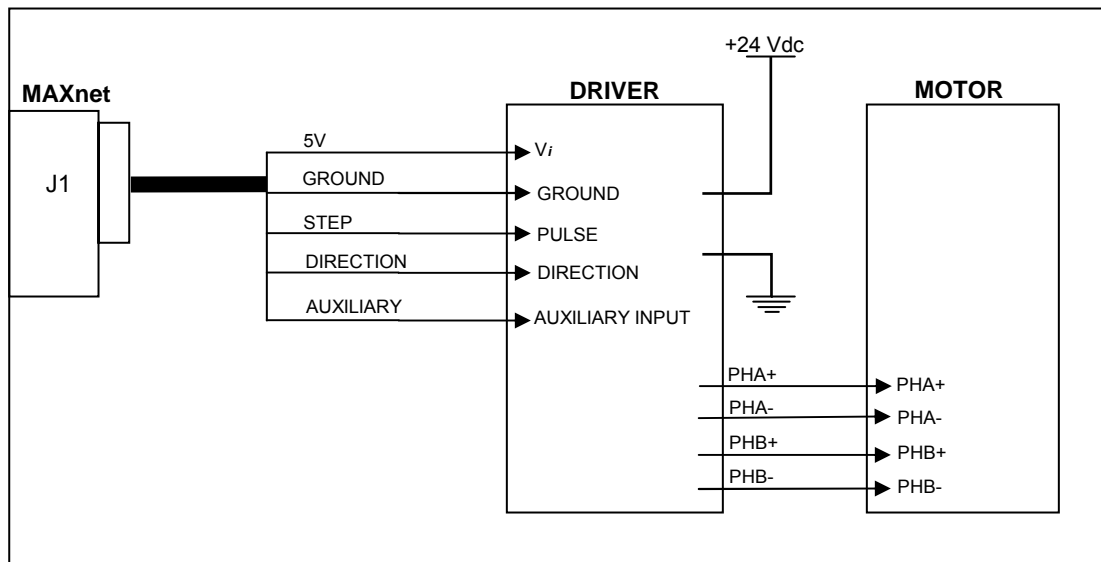 +24 Vdc
MAXnet
DRIVER
MOTOR
J1
5V
Vi
GROUND
GROUND
STEP
PULSE
DIRECTION
DIRECTION
AUXILIARY
AUXILIARY INPUT
PHA+
PHA+
PHA-
PHA-
PHB+
PHB+
PHB-
PHB-